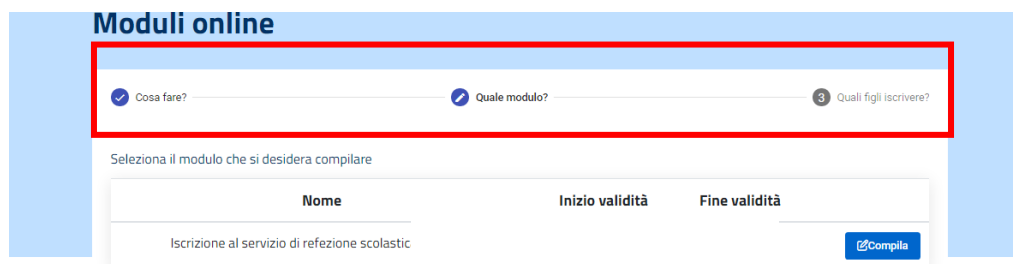 Moduli online
Cosa fare? Quale modulo? 3 Quali figli iscrivere?
Seleziona il modulo che si desidera compilare
Nome Inizio validità Fine validità
Iscrizione al servizio di refezione scolastic Compila